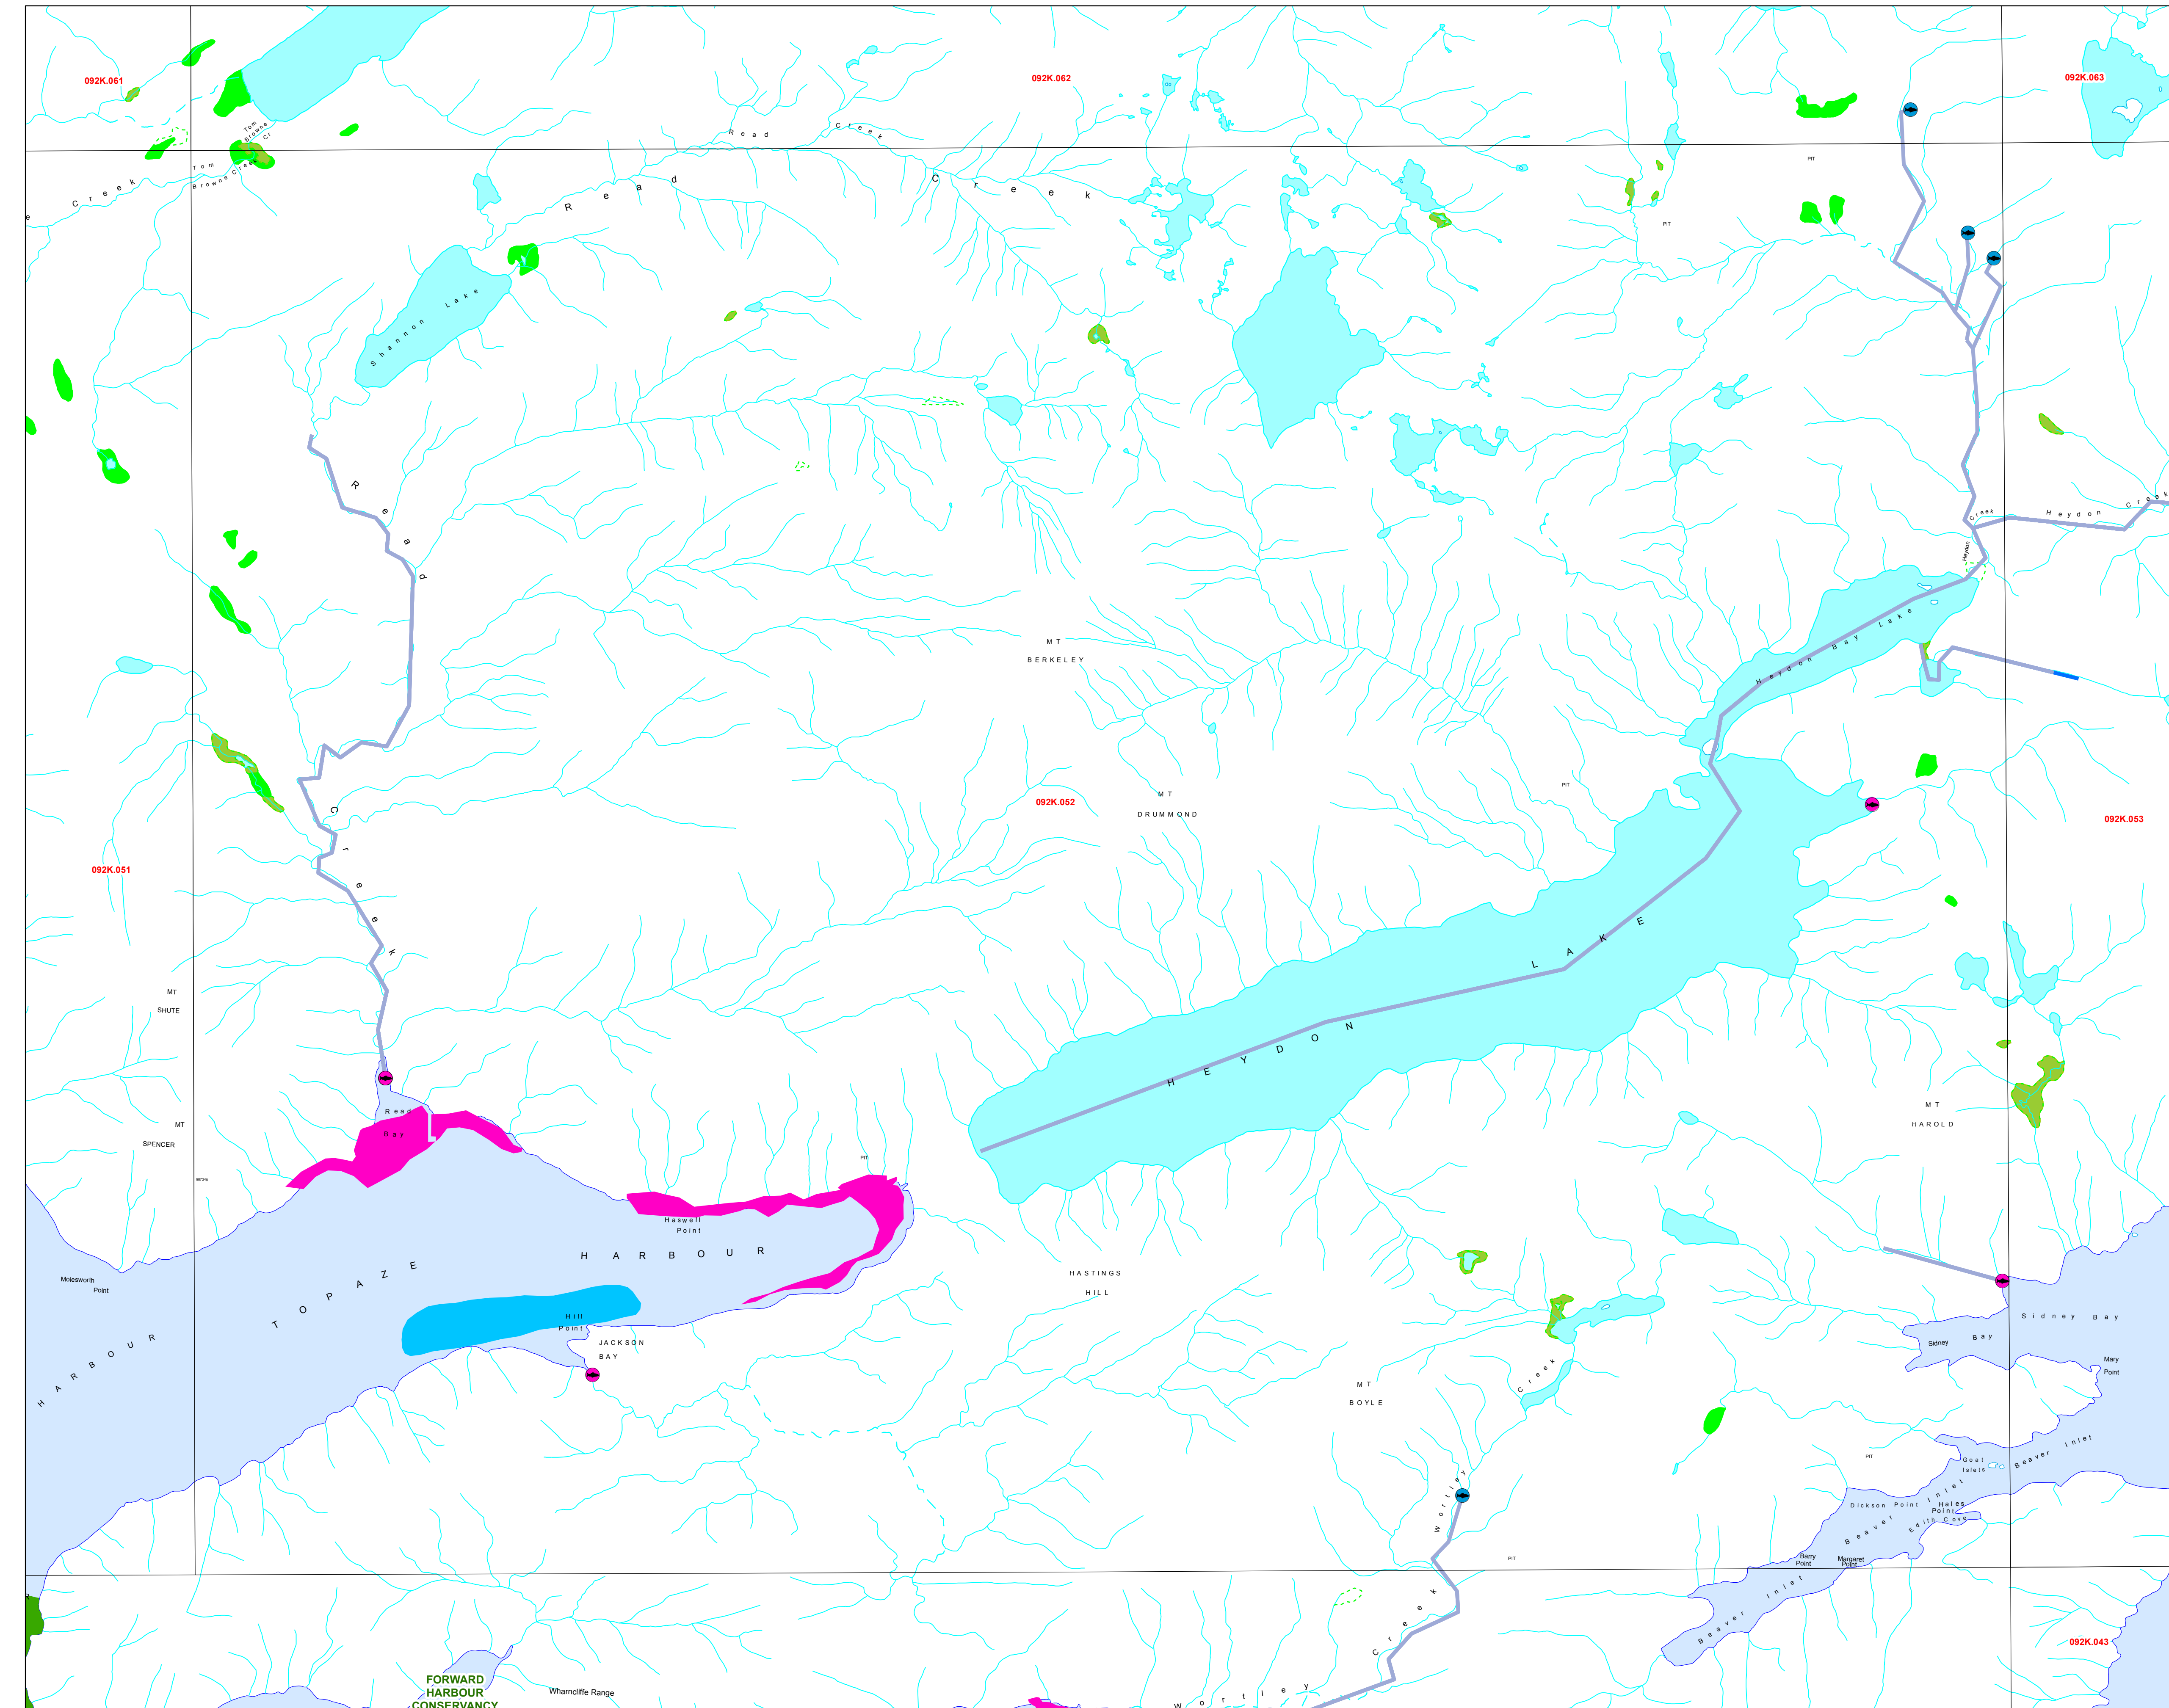 092K.061
092K.062
092K.063
Tom
Browne
Cr
Read Creek
Tom
Browne Creek
e Creek
Read Creek
PIT
PIT
Shannon Lake
Read Creek
Heydon Creek
Heydon Creek
Heydon Bay Lake
MT
BERKELEY
MT
DRUMMOND
PIT
092K.051
092K.052
092K.053
MT
SHUTE
HEYDON LAKE
MT
SPENCER
Read
Bay
PIT
MT
HAROLD
Haswell
Point
TOPAZE HARBOUR
Molesworth
Point
HARBOUR
HASTINGS
HILL
Hill
Point
JACKSON
BAY
Sidney Bay
Sidney Bay
Mary
Point
MT
BOYLE
Wortley Creek
PIT
Goat
Islets
Beaver Inlet
Dickson Point
Hales
Point
Edith Cove
Beaver Inlet
Barry
Point
Margaret
Point
PIT
Beaver Inlet
092K.043
FORWARD
HARBOUR
CONSERVANCY
Wharncliffe Range
Wortley Creek